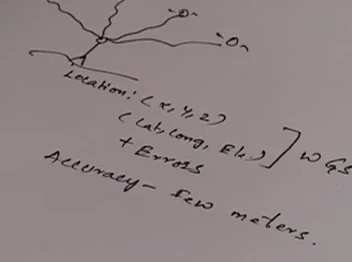 Location: (x, y, z)
(Lat, Long, Ele,) ] WGS
+ Errors
Accuracy - few meters.